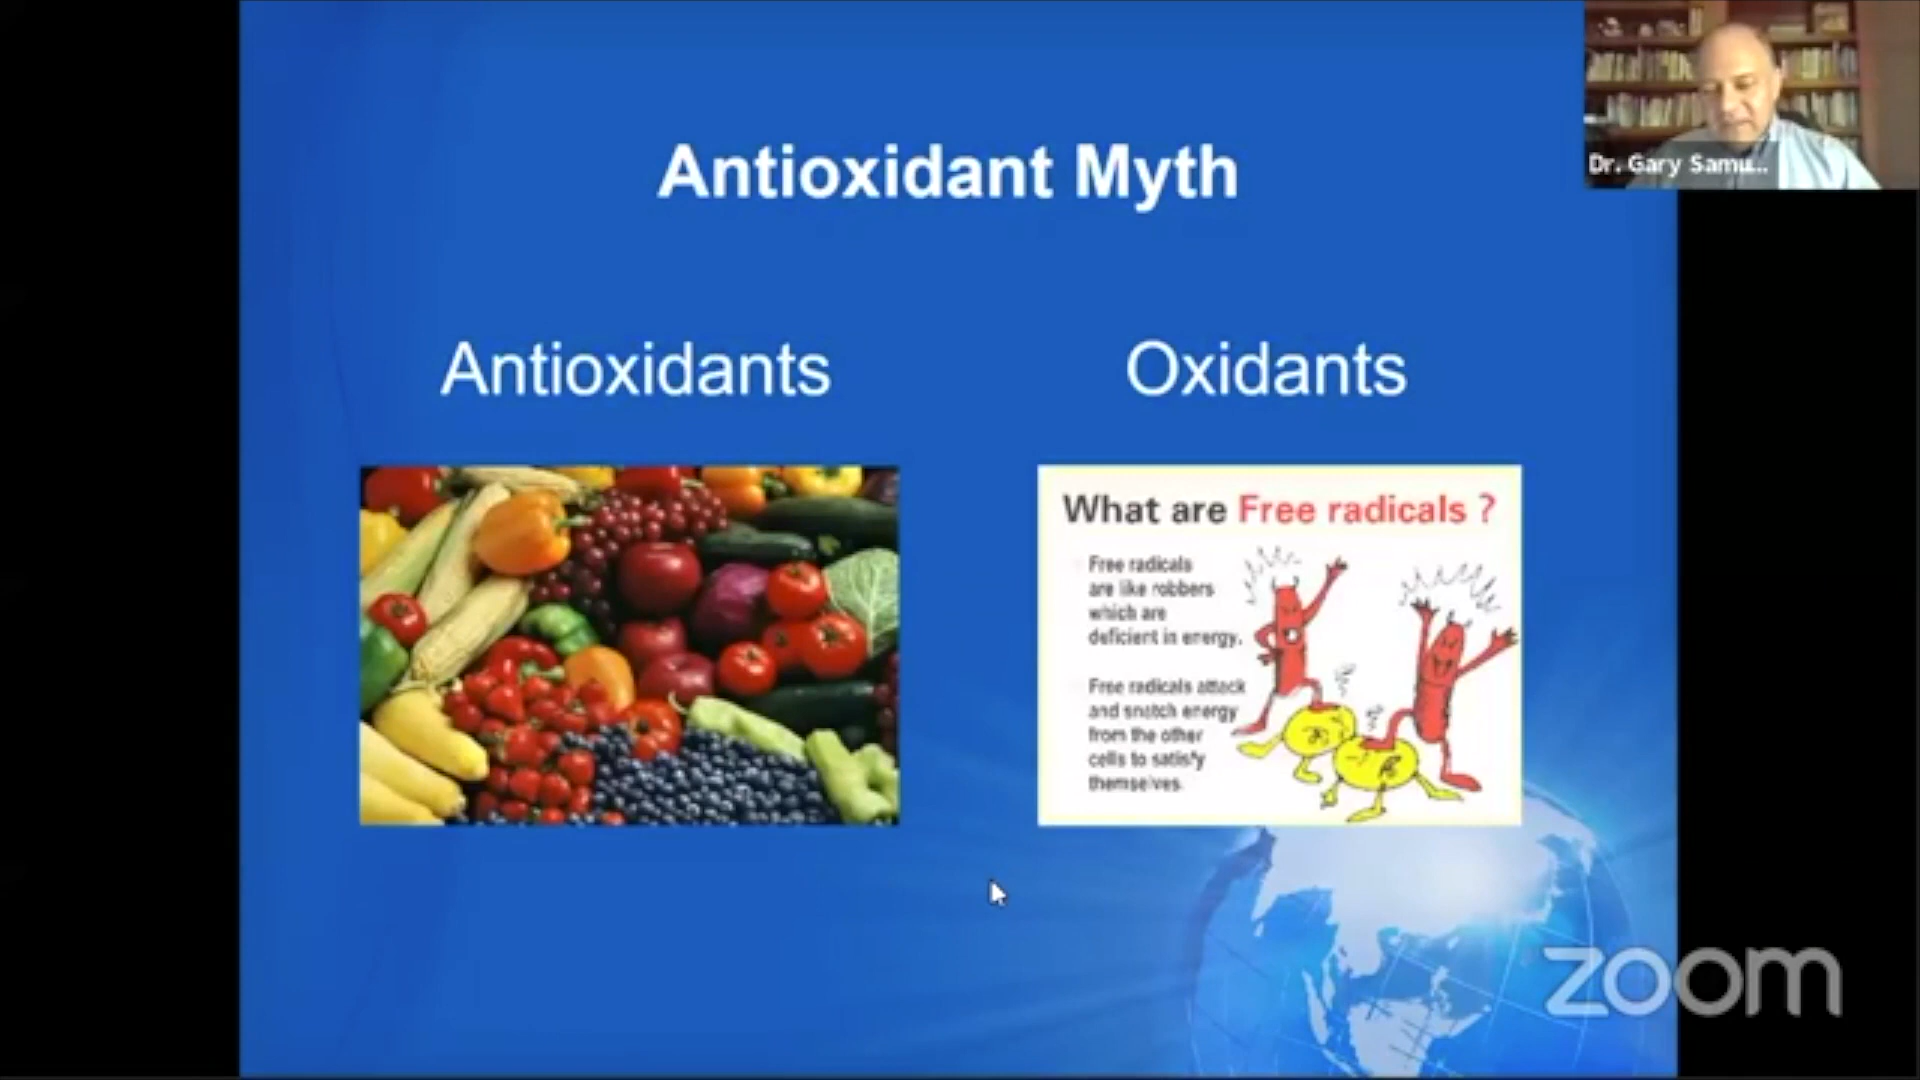 Antioxidant Myth
Dr. Gary Samu...
Antioxidants
Oxidants
What are Free radicals ?
Free radicals
are like robbers
which are
deficient in energy.
Free radicals attack
and snatch energy
from the other
cells to satisfy
themselves.
zoom